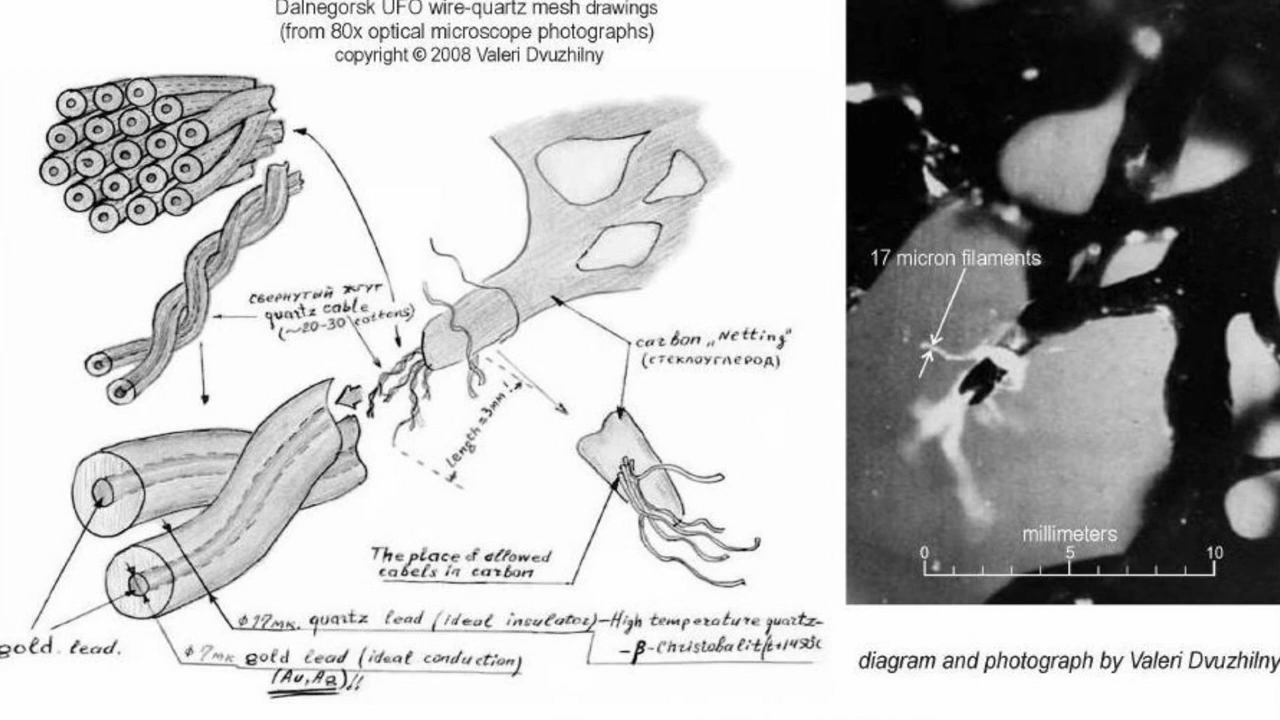 Dalnegorsk UFO wire-quartz mesh drawings
(from 80x optical microscope photographs)
copyright © 2008 Valeri Dvuzhilny
17 micron filaments
свернутый жгут
quartz cable
(~20-30 cottons)
carbon „Netting"
(стеклоуглерод)
Length =3мм!
millimeters
0 5 10
The place of allowed
cabels in carbon
ф17мк. quartz lead (ideal insulator)–High temperature quartz–
–β–Christobalit
gold lead.
ф7мк gold lead (ideal conduction)
(Au, Ag)!!
diagram and photograph by Valeri Dvuzhilny